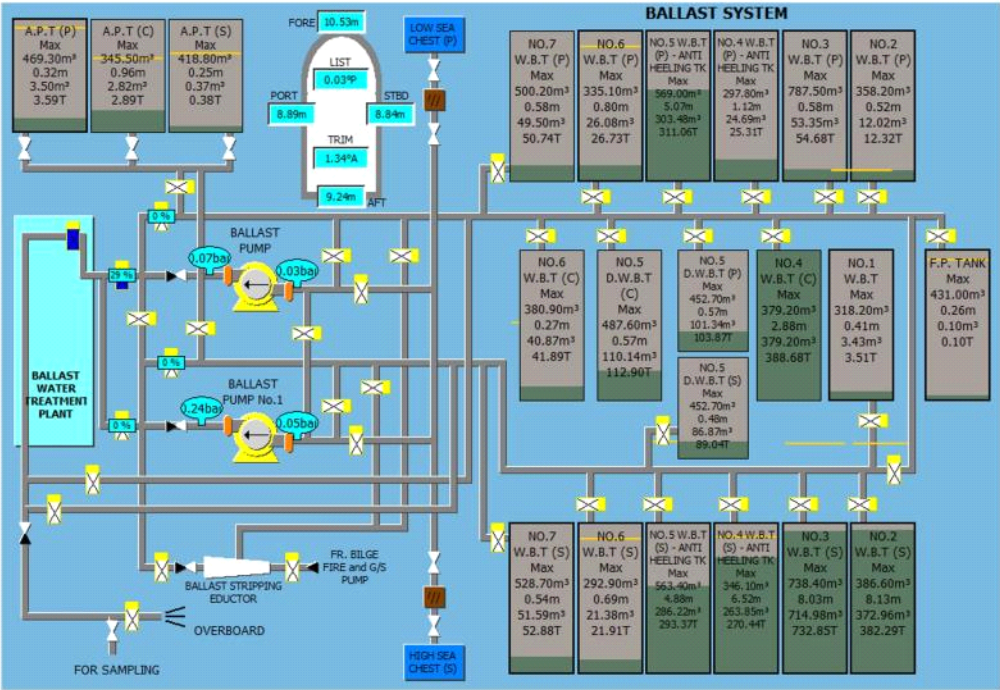 BALLAST SYSTEM
A.P.T (P)
Max
469.30m³
0.32m
3.50m³
3.59T
A.P.T (C)
Max
345.50m³
0.96m
2.82m³
2.89T
A.P.T (S)
Max
418.80m³
0.25m
0.37m³
0.38T
FORE 10.53m
LIST
0.03ºP
PORT STBD
8.89m 8.84m
TRIM
1.34ºA
9.24m AFT
LOW SEA
CHEST (P)
NO.7
W.B.T (P)
Max
500.20m³
0.58m
49.50m³
50.74T
NO.6
W.B.T (P)
Max
335.10m³
0.80m
26.08m³
26.73T
NO.5 W.B.T
(P) - ANTI
HEELING TK
Max
569.00m³
5.07m
303.48m³
311.06T
NO.4 W.B.T
(P) - ANTI
HEELING TK
Max
297.80m³
1.12m
24.69m³
25.31T
NO.3
W.B.T (P)
Max
787.50m³
0.58m
53.35m³
54.68T
NO.2
W.B.T (P)
Max
358.20m³
0.52m
12.02m³
12.32T
0 %
BALLAST
PUMP
0.07bar
0.03bar
29 %
0 %
BALLAST
WATER
TREATMENT
PLANT
BALLAST
PUMP No.1
0.24bar
0.05bar
0 %
NO.6
W.B.T (C)
Max
380.90m³
0.27m
40.87m³
41.89T
NO.5
D.W.B.T
(C)
Max
487.60m³
0.57m
110.14m³
112.90T
NO.5
D.W.B.T (P)
Max
452.70m³
0.57m
101.34m³
103.87T
NO.5
D.W.B.T (S)
Max
452.70m³
0.48m
86.87m³
89.04T
NO.4
W.B.T (C)
Max
379.20m³
2.88m
379.20m³
388.68T
NO.1
W.B.T
Max
318.20m³
0.41m
3.43m³
3.51T
F.P. TANK
Max
431.00m³
0.26m
0.10m³
0.10T
BALLAST STRIPPING
EDUCTOR
FR. BILGE
FIRE and G/S
PUMP
OVERBOARD
FOR SAMPLING
HIGH SEA
CHEST (S)
NO.7
W.B.T (S)
Max
528.70m³
0.54m
51.59m³
52.88T
NO.6
W.B.T (S)
Max
292.90m³
0.69m
21.38m³
21.91T
NO.5 W.B.T
(S) - ANTI
HEELING TK
Max
563.40m³
4.88m
286.22m³
293.37T
NO.4 W.B.T
(S) - ANTI
HEELING TK
Max
346.10m³
6.52m
263.85m³
270.44T
NO.3
W.B.T (S)
Max
738.40m³
8.03m
714.98m³
732.85T
NO.2
W.B.T (S)
Max
386.60m³
8.13m
372.96m³
382.29T